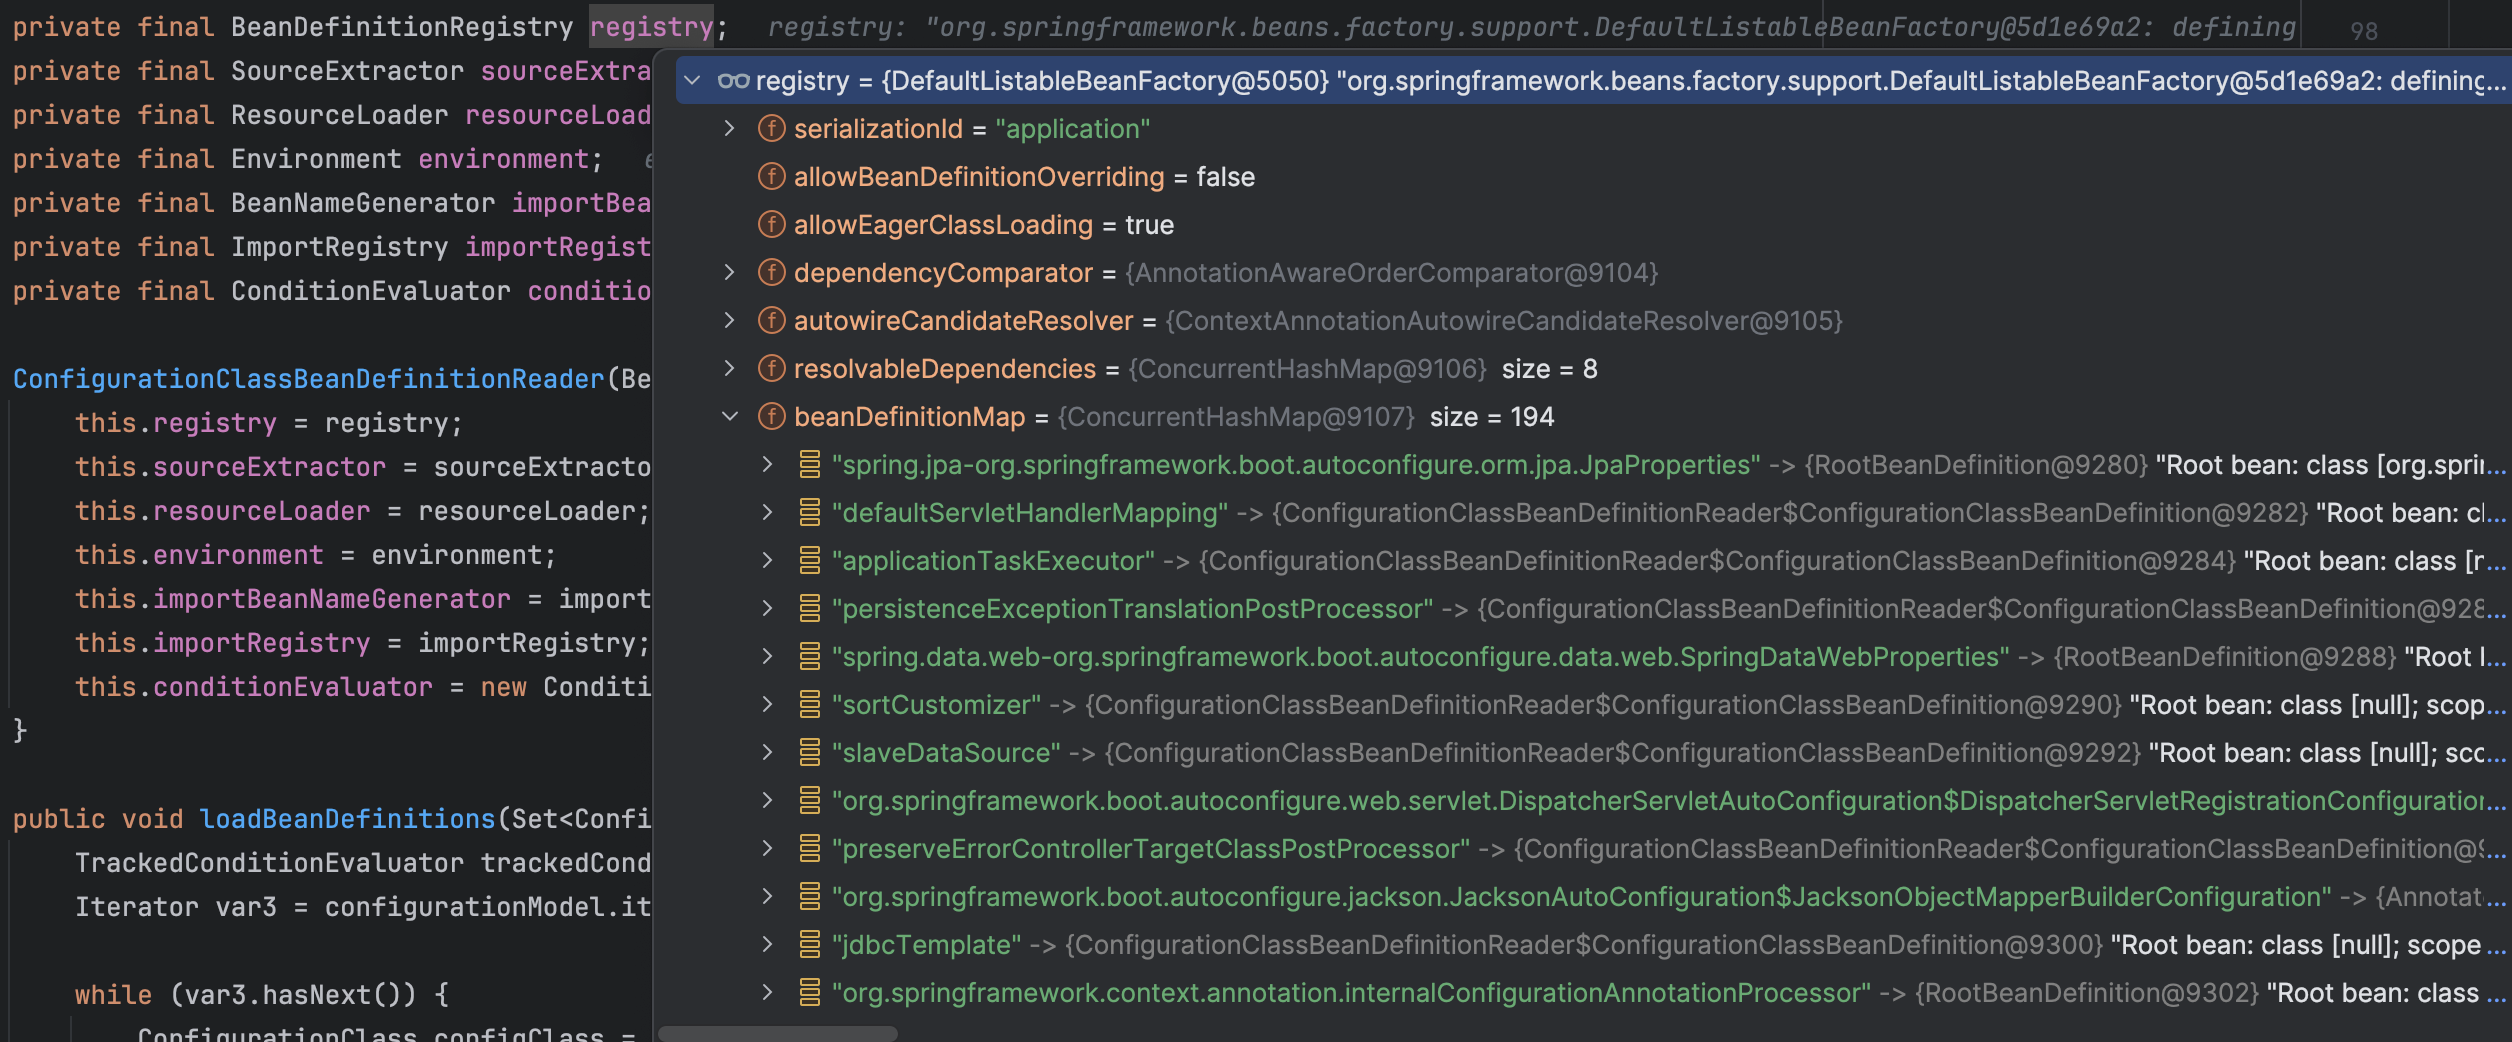 private final BeanDefinitionRegistry registry;   registry: "org.springframework.beans.factory.support.DefaultListableBeanFactory@5d1e69a2: defining   98
private final SourceExtractor sourceExtra
private final ResourceLoader resourceLoad
private final Environment environment;
private final BeanNameGenerator importBea
private final ImportRegistry importRegist
private final ConditionEvaluator conditio
ConfigurationClassBeanDefinitionReader(Be
this.registry = registry;
this.sourceExtractor = sourceExtracto
this.resourceLoader = resourceLoader;
this.environment = environment;
this.importBeanNameGenerator = import
this.importRegistry = importRegistry;
this.conditionEvaluator = new Conditi
}
public void loadBeanDefinitions(Set<Confi
TrackedConditionEvaluator trackedCond
Iterator var3 = configurationModel.it
while (var3.hasNext()) {
ConfigurationClass configClass =
registry = {DefaultListableBeanFactory@5050} "org.springframework.beans.factory.support.DefaultListableBeanFactory@5d1e69a2: defining...
serializationId = "application"
allowBeanDefinitionOverriding = false
allowEagerClassLoading = true
dependencyComparator = {AnnotationAwareOrderComparator@9104}
autowireCandidateResolver = {ContextAnnotationAutowireCandidateResolver@9105}
resolvableDependencies = {ConcurrentHashMap@9106} size = 8
beanDefinitionMap = {ConcurrentHashMap@9107} size = 194
"spring.jpa-org.springframework.boot.autoconfigure.orm.jpa.JpaProperties" -> {RootBeanDefinition@9280} "Root bean: class [org.sprin...
"defaultServletHandlerMapping" -> {ConfigurationClassBeanDefinitionReader$ConfigurationClassBeanDefinition@9282} "Root bean: cl...
"applicationTaskExecutor" -> {ConfigurationClassBeanDefinitionReader$ConfigurationClassBeanDefinition@9284} "Root bean: class [n...
"persistenceExceptionTranslationPostProcessor" -> {ConfigurationClassBeanDefinitionReader$ConfigurationClassBeanDefinition@928...
"spring.data.web-org.springframework.boot.autoconfigure.data.web.SpringDataWebProperties" -> {RootBeanDefinition@9288} "Root b...
"sortCustomizer" -> {ConfigurationClassBeanDefinitionReader$ConfigurationClassBeanDefinition@9290} "Root bean: class [null]; scop...
"slaveDataSource" -> {ConfigurationClassBeanDefinitionReader$ConfigurationClassBeanDefinition@9292} "Root bean: class [null]; sco...
"org.springframework.boot.autoconfigure.web.servlet.DispatcherServletAutoConfiguration$DispatcherServletRegistrationConfiguration...
"preserveErrorControllerTargetClassPostProcessor" -> {ConfigurationClassBeanDefinitionReader$ConfigurationClassBeanDefinition@9...
"org.springframework.boot.autoconfigure.jackson.JacksonAutoConfiguration$JacksonObjectMapperBuilderConfiguration" -> {Annotat...
"jdbcTemplate" -> {ConfigurationClassBeanDefinitionReader$ConfigurationClassBeanDefinition@9300} "Root bean: class [null]; scope ...
"org.springframework.context.annotation.internalConfigurationAnnotationProcessor" -> {RootBeanDefinition@9302} "Root bean: class ...